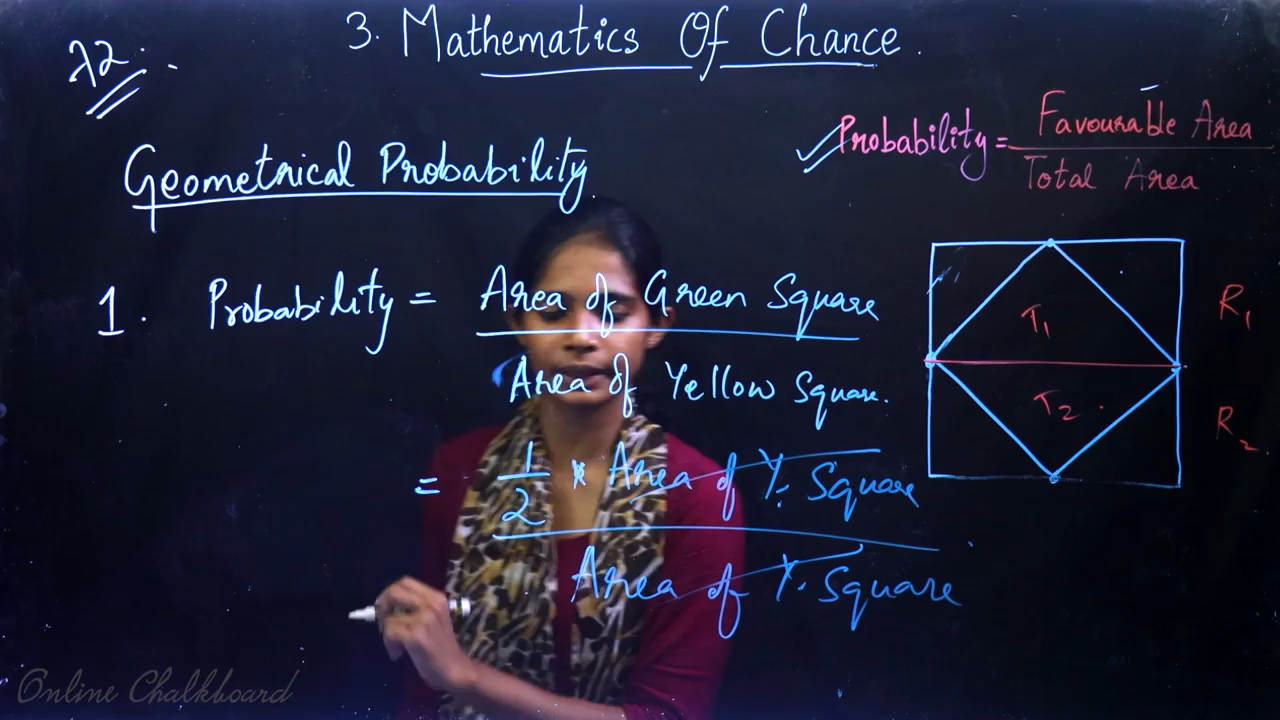 3. Mathematics Of Chance.
72.
Probability = Favourable Area
Total Area
Geometrical Probability.
1. Probability = Area of Green Square
Area of Yellow Square.
= 1/2 * Area of Y. Square
Area of Y. Square
T1
R1
T2
R2
Online Chalkboard